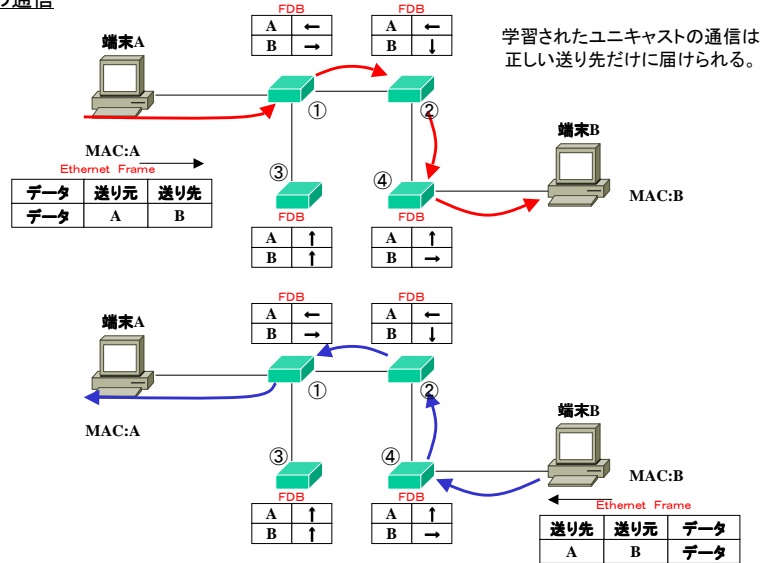 通信
学習されたユニキャストの通信は
正しい送り先だけに届けられる。
端末A
FDB
A ←
B →
FDB
A ←
B ↓
①
②
端末B
MAC:A
Ethernet Frame
データ 送り元 送り先
データ A B
③
④
MAC:B
FDB
A ↑
B ↑
FDB
A ↑
B →
端末A
FDB
A ←
B →
FDB
A ←
B ↓
①
②
端末B
MAC:A
③
④
MAC:B
FDB
A ↑
B ↑
FDB
A ↑
B →
Ethernet Frame
送り先 送り元 データ
A B データ